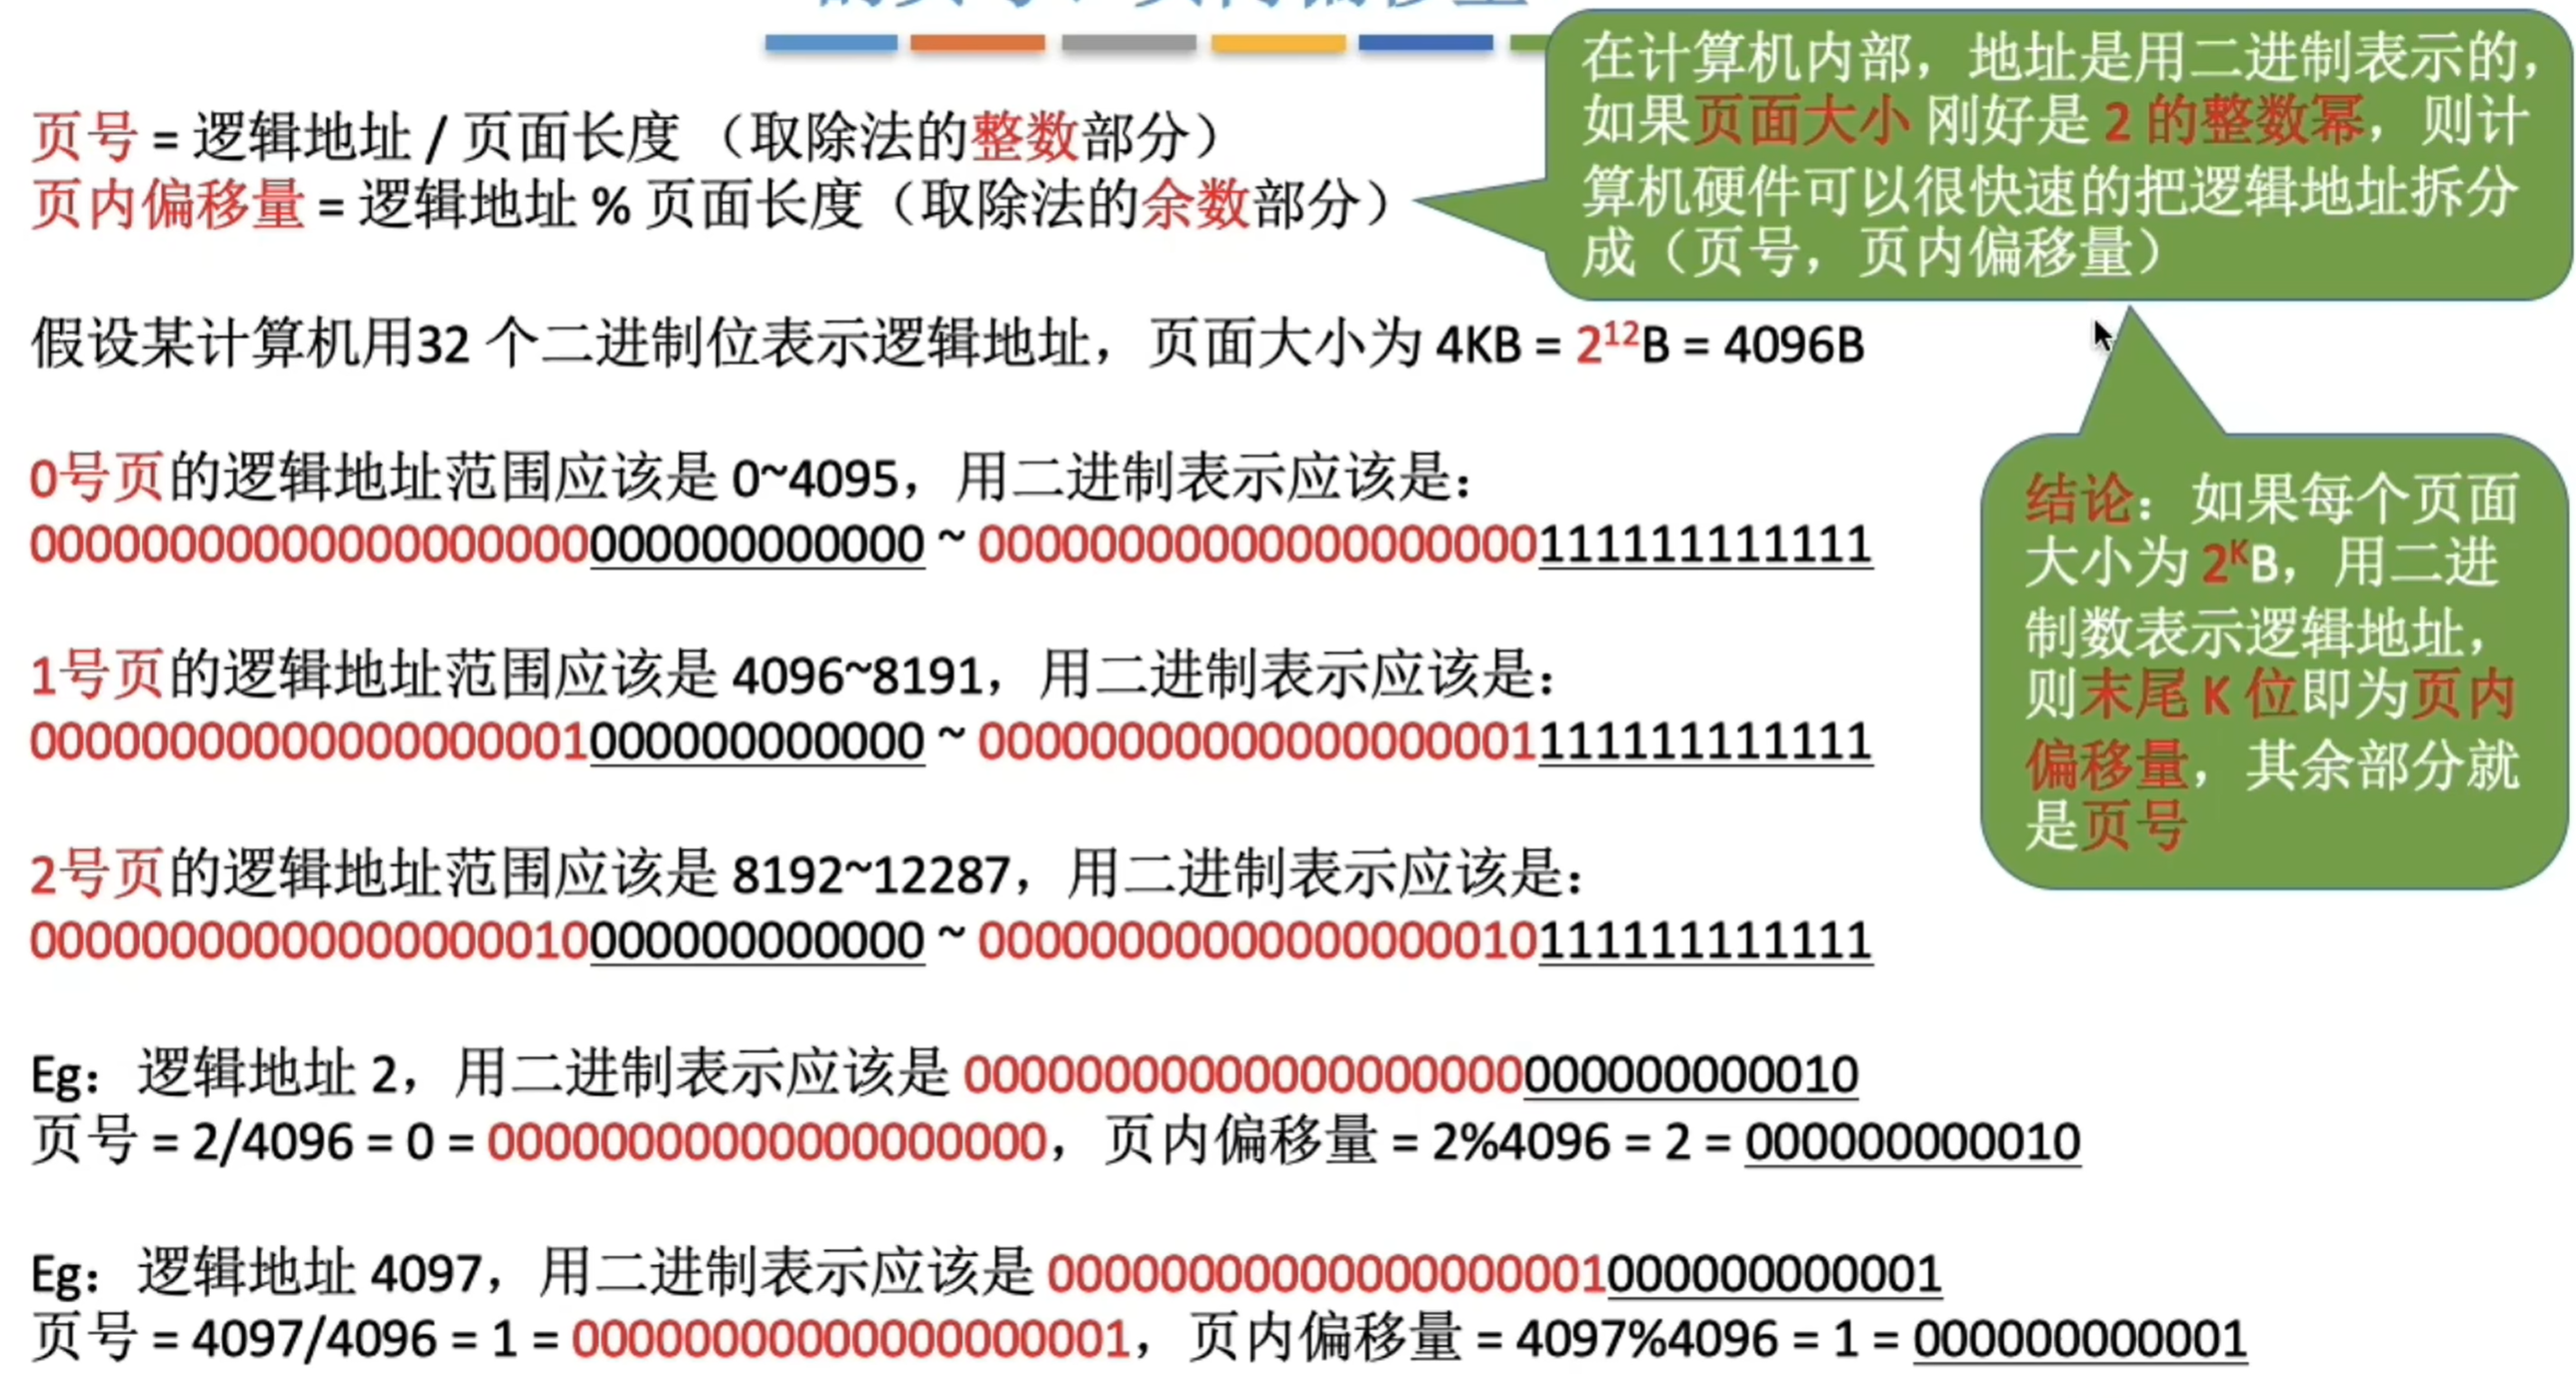 页号 = 逻辑地址 / 页面长度 （取除法的整数部分）
页内偏移量 = 逻辑地址 % 页面长度（取除法的余数部分）
在计算机内部，地址是用二进制表示的，
如果页面大小 刚好是 2 的整数幂，则计
算机硬件可以很快速的把逻辑地址拆分
成（页号，页内偏移量）
假设某计算机用32 个二进制位表示逻辑地址，页面大小为 4KB = 2¹²B = 4096B
0号页的逻辑地址范围应该是 0~4095，用二进制表示应该是：
00000000000000000000000000000000 ~ 00000000000000000000111111111111
1号页的逻辑地址范围应该是 4096~8191，用二进制表示应该是：
00000000000000000001000000000000 ~ 00000000000000000001111111111111
2号页的逻辑地址范围应该是 8192~12287，用二进制表示应该是：
00000000000000000010000000000000 ~ 00000000000000000010111111111111
结论：如果每个页面
大小为 2ᴷB，用二进
制数表示逻辑地址，
则末尾 K 位即为页内
偏移量，其余部分就
是页号
Eg：逻辑地址 2，用二进制表示应该是 00000000000000000000000000000010
页号 = 2/4096 = 0 = 00000000000000000000，页内偏移量 = 2%4096 = 2 = 000000000010
Eg：逻辑地址 4097，用二进制表示应该是 00000000000000000001000000000001
页号 = 4097/4096 = 1 = 00000000000000000001，页内偏移量 = 4097%4096 = 1 = 000000000001